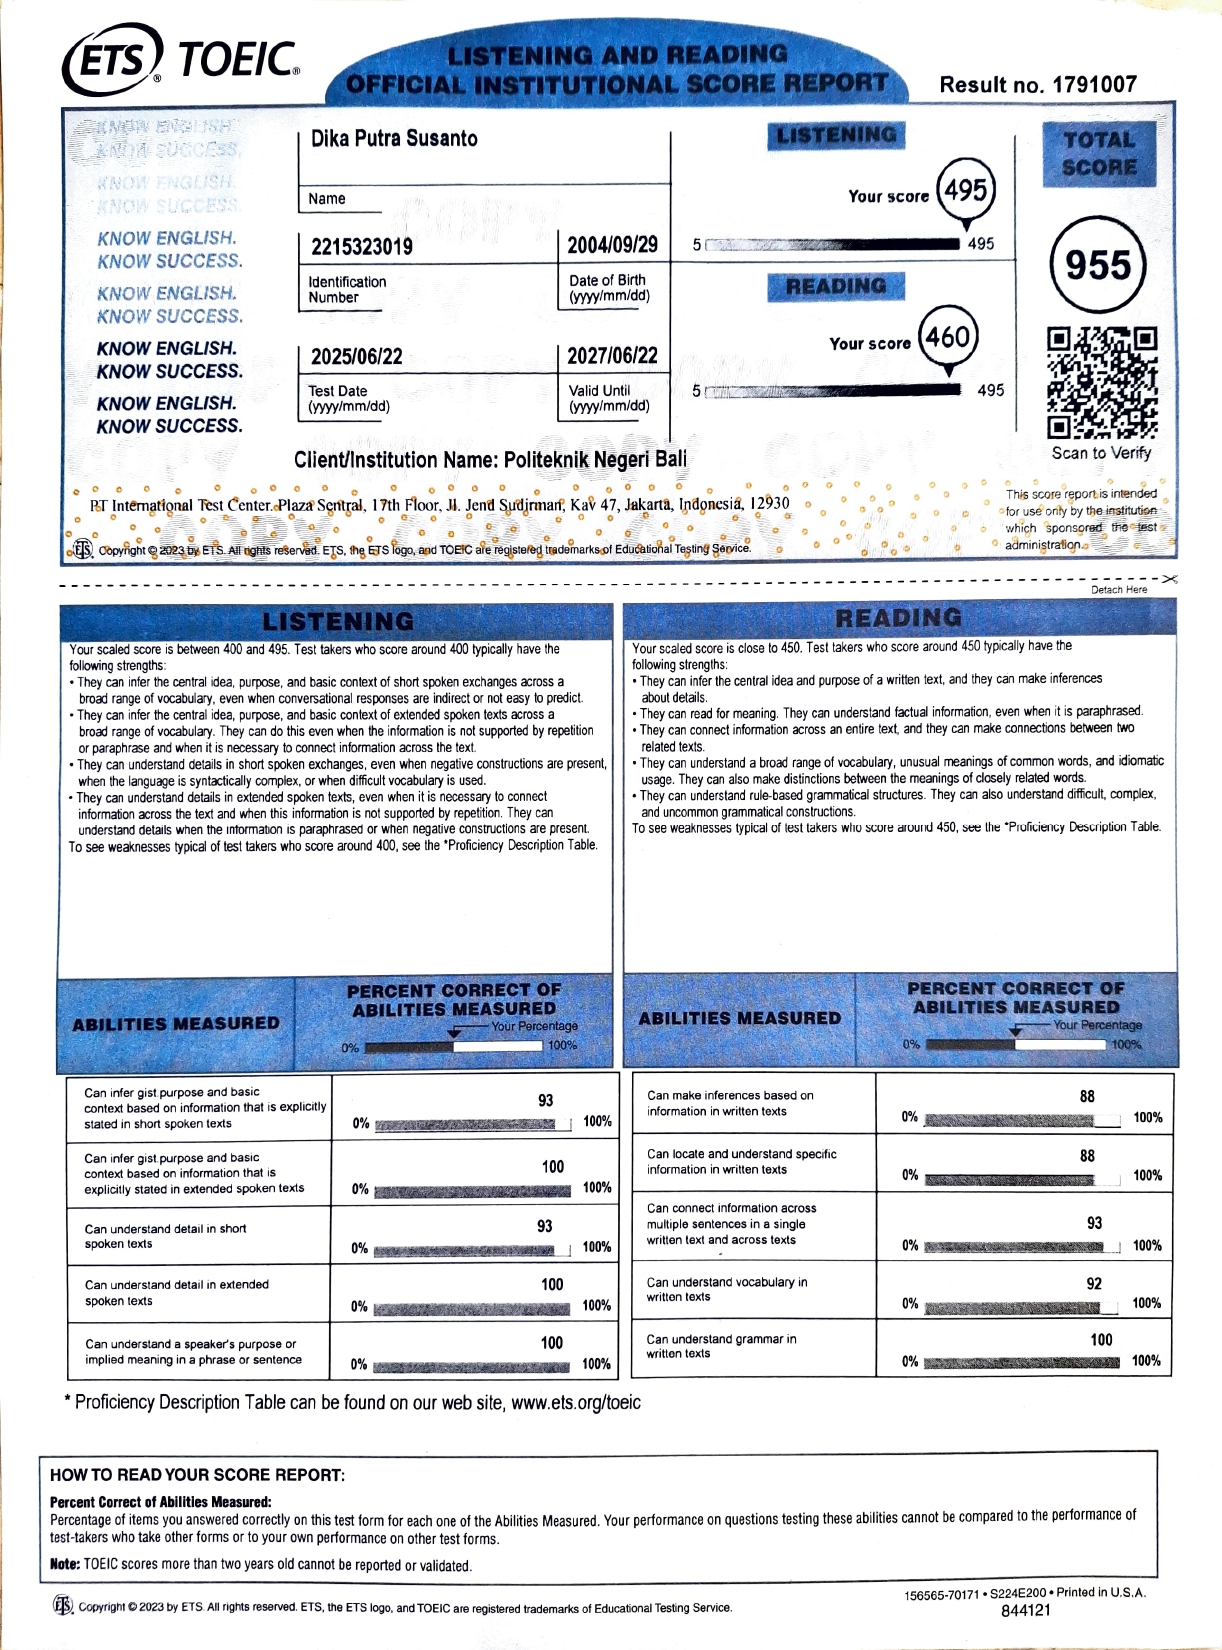 ETS® TOEIC®
LISTENING AND READING
OFFICIAL INSTITUTIONAL SCORE REPORT
Result no. 1791007
KNOW ENGLISH.
KNOW SUCCESS.
KNOW ENGLISH.
KNOW SUCCESS.
KNOW ENGLISH.
KNOW SUCCESS.
KNOW ENGLISH.
KNOW SUCCESS.
KNOW ENGLISH.
KNOW SUCCESS.
KNOW ENGLISH.
KNOW SUCCESS.
Dika Putra Susanto
Name
2215323019
Identification
Number
2004/09/29
Date of Birth
(yyyy/mm/dd)
2025/06/22
Test Date
(yyyy/mm/dd)
2027/06/22
Valid Until
(yyyy/mm/dd)
LISTENING
Your score 495
5 495
READING
Your score 460
5 495
TOTAL
SCORE
955
Scan to Verify
Client/Institution Name: Politeknik Negeri Bali
COPY
PT International Test Center. Plaza Sentral, 17th Floor, Jl. Jend Sudirman, Kav 47, Jakarta, Indonesia, 12930
This score report is intended
for use only by the institution
which sponsored the test
administration.
ETS Copyright © 2023 by ETS. All rights reserved. ETS, the ETS logo, and TOEIC are registered trademarks of Educational Testing Service.
Detach Here
LISTENING
Your scaled score is between 400 and 495. Test takers who score around 400 typically have the
following strengths:
• They can infer the central idea, purpose, and basic context of short spoken exchanges across a
broad range of vocabulary, even when conversational responses are indirect or not easy to predict.
• They can infer the central idea, purpose, and basic context of extended spoken texts across a
broad range of vocabulary. They can do this even when the information is not supported by repetition
or paraphrase and when it is necessary to connect information across the text.
• They can understand details in short spoken exchanges, even when negative constructions are present,
when the language is syntactically complex, or when difficult vocabulary is used.
• They can understand details in extended spoken texts, even when it is necessary to connect
information across the text and when this information is not supported by repetition. They can
understand details when the information is paraphrased or when negative constructions are present.
To see weaknesses typical of test takers who score around 400, see the *Proficiency Description Table.
READING
Your scaled score is close to 450. Test takers who score around 450 typically have the
following strengths:
• They can infer the central idea and purpose of a written text, and they can make inferences
about details.
• They can read for meaning. They can understand factual information, even when it is paraphrased.
• They can connect information across an entire text, and they can make connections between two
related texts.
• They can understand a broad range of vocabulary, unusual meanings of common words, and idiomatic
usage. They can also make distinctions between the meanings of closely related words.
• They can understand rule-based grammatical structures. They can also understand difficult, complex,
and uncommon grammatical constructions.
To see weaknesses typical of test takers who score around 450, see the *Proficiency Description Table.
ABILITIES MEASURED
PERCENT CORRECT OF
ABILITIES MEASURED
Your Percentage
0% 100%
Can infer gist purpose and basic
context based on information that is explicitly
stated in short spoken texts
93
0% 100%
Can infer gist purpose and basic
context based on information that is
explicitly stated in extended spoken texts
100
0% 100%
Can understand detail in short
spoken texts
93
0% 100%
Can understand detail in extended
spoken texts
100
0% 100%
Can understand a speaker's purpose or
implied meaning in a phrase or sentence
100
0% 100%
ABILITIES MEASURED
PERCENT CORRECT OF
ABILITIES MEASURED
Your Percentage
0% 100%
Can make inferences based on
information in written texts
88
0% 100%
Can locate and understand specific
information in written texts
88
0% 100%
Can connect information across
multiple sentences in a single
written text and across texts
93
0% 100%
Can understand vocabulary in
written texts
92
0% 100%
Can understand grammar in
written texts
100
0% 100%
* Proficiency Description Table can be found on our web site, www.ets.org/toeic
HOW TO READ YOUR SCORE REPORT:
Percent Correct of Abilities Measured:
Percentage of items you answered correctly on this test form for each one of the Abilities Measured. Your performance on questions testing these abilities cannot be compared to the performance of
test-takers who take other forms or to your own performance on other test forms.
Note: TOEIC scores more than two years old cannot be reported or validated.
ETS Copyright © 2023 by ETS. All rights reserved. ETS, the ETS logo, and TOEIC are registered trademarks of Educational Testing Service.
156565-70171 • S224E200 • Printed in U.S.A.
844121